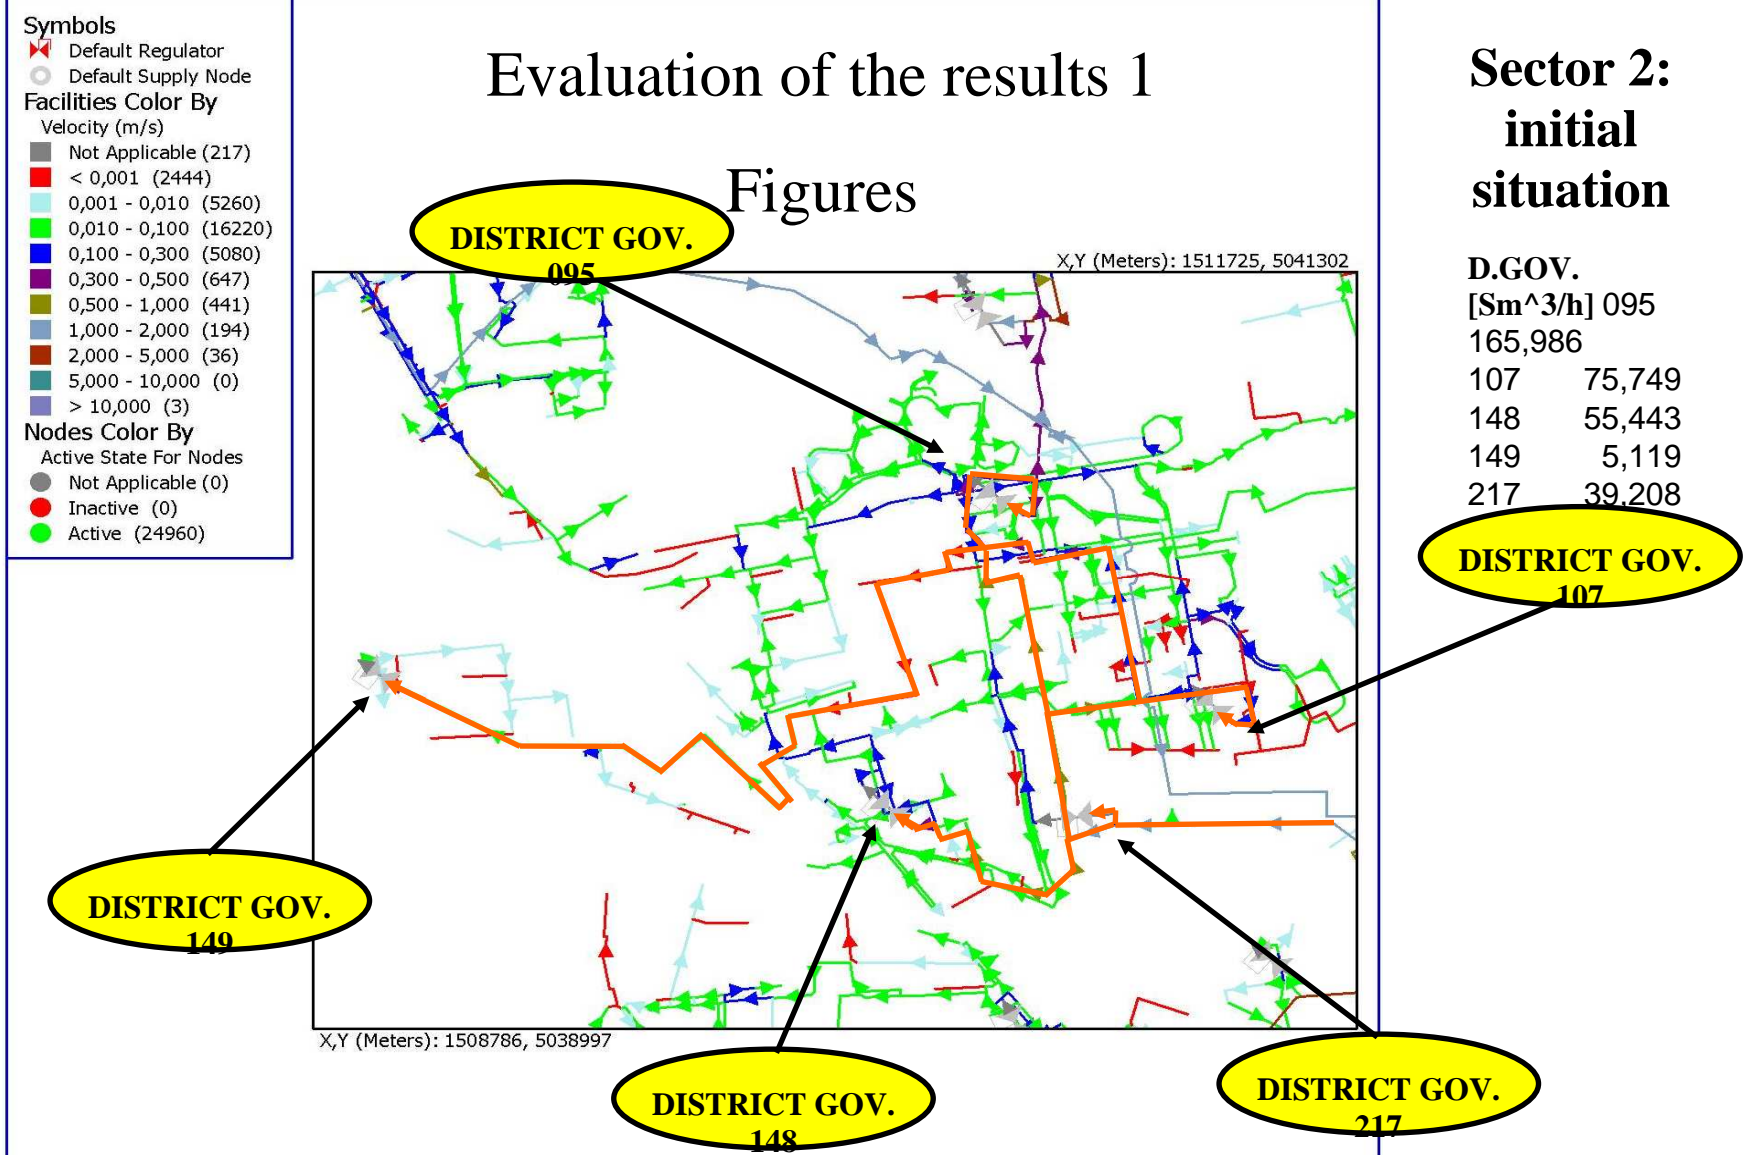 Symbols
Default Regulator
Default Supply Node
Facilities Color By
Velocity (m/s)
Not Applicable (217)
< 0,001 (2444)
0,001 - 0,010 (5260)
0,010 - 0,100 (16220)
0,100 - 0,300 (5080)
0,300 - 0,500 (647)
0,500 - 1,000 (441)
1,000 - 2,000 (194)
2,000 - 5,000 (36)
5,000 - 10,000 (0)
> 10,000 (3)
Nodes Color By
Active State For Nodes
Not Applicable (0)
Inactive (0)
Active (24960)
Evaluation of the results 1
Figures
Sector 2:
initial
situation
D.GOV.
[Sm^3/h] 095
165,986
107 75,749
148 55,443
149 5,119
217 39,208
DISTRICT GOV.
095
X,Y (Meters): 1511725, 5041302
DISTRICT GOV.
107
DISTRICT GOV.
149
X,Y (Meters): 1508786, 5038997
DISTRICT GOV.
148
DISTRICT GOV.
217